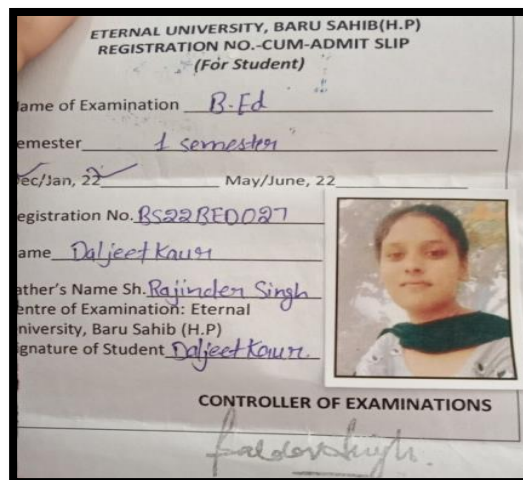 ETERNAL UNIVERSITY, BARU SAHIB(H.P)
REGISTRATION NO.-CUM-ADMIT SLIP
(For Student)
ame of Examination B.Ed
emester 1 semester
ec/Jan, 22 May/June, 22
egistration No. BS22BED027
ame Daljeet Kaur
ather's Name Sh. Rajinder Singh
entre of Examination: Eternal
niversity, Baru Sahib (H.P)
ignature of Student Daljeet Kaur.
CONTROLLER OF EXAMINATIONS
Baldev Singh.